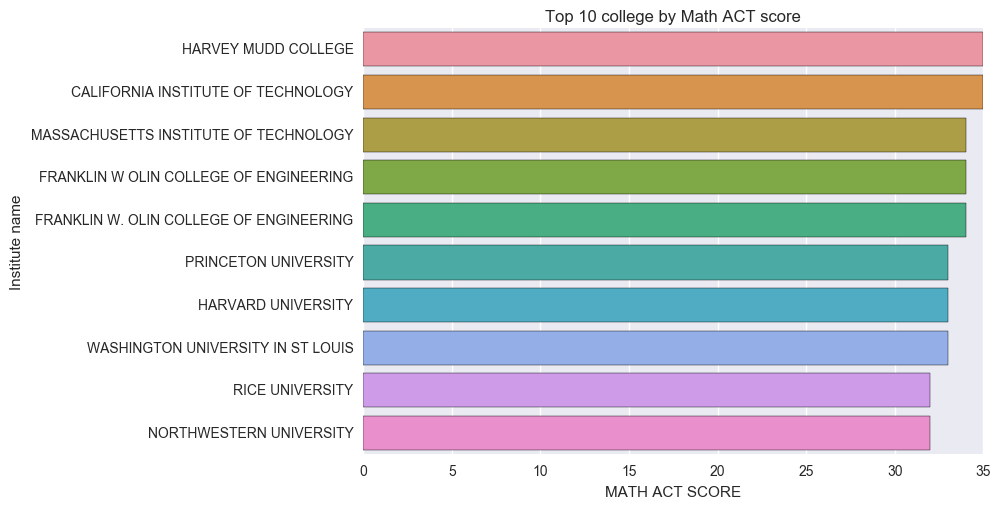 Top 10 college by Math ACT score
HARVEY MUDD COLLEGE
CALIFORNIA INSTITUTE OF TECHNOLOGY
MASSACHUSETTS INSTITUTE OF TECHNOLOGY
FRANKLIN W OLIN COLLEGE OF ENGINEERING
FRANKLIN W. OLIN COLLEGE OF ENGINEERING
PRINCETON UNIVERSITY
HARVARD UNIVERSITY
WASHINGTON UNIVERSITY IN ST LOUIS
RICE UNIVERSITY
NORTHWESTERN UNIVERSITY
Institute name
0 5 10 15 20 25 30 35
MATH ACT SCORE